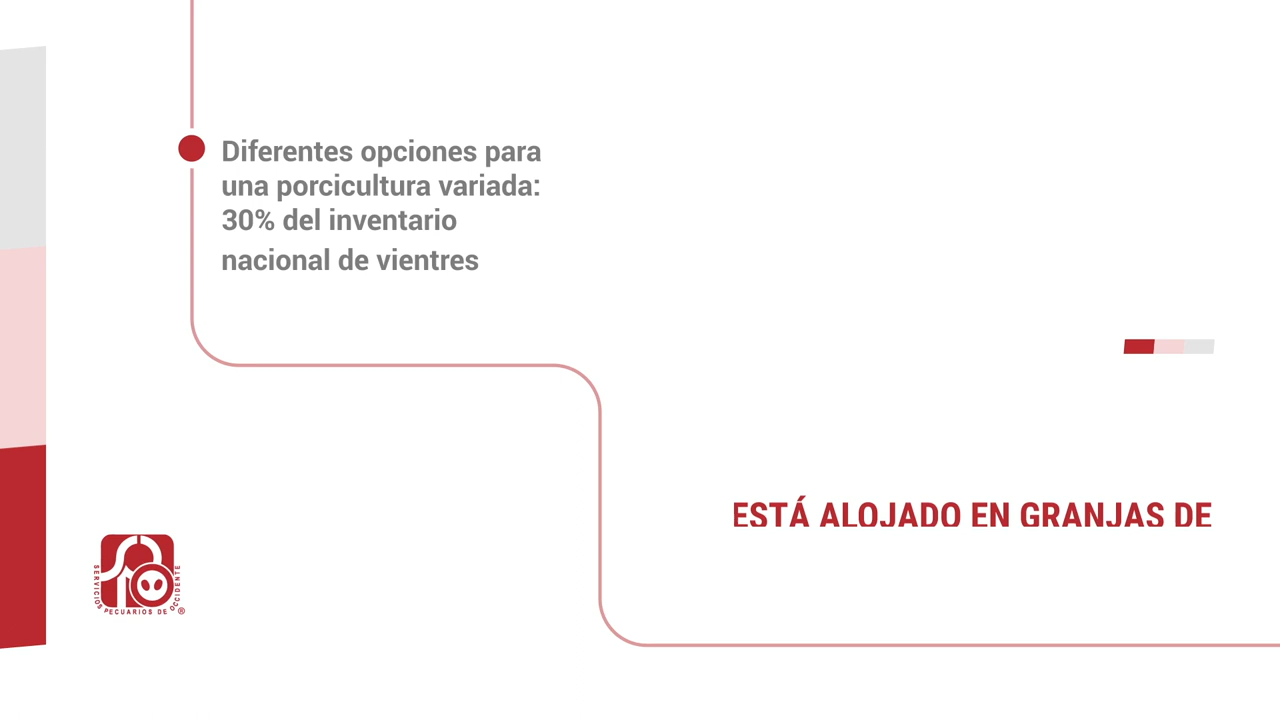 Diferentes opciones para
una porcicultura variada:
30% del inventario
nacional de vientres
ESTÁ ALOJADO EN GRANJAS DE
SERVICIOS PECUARIOS DE OCCIDENTE ®